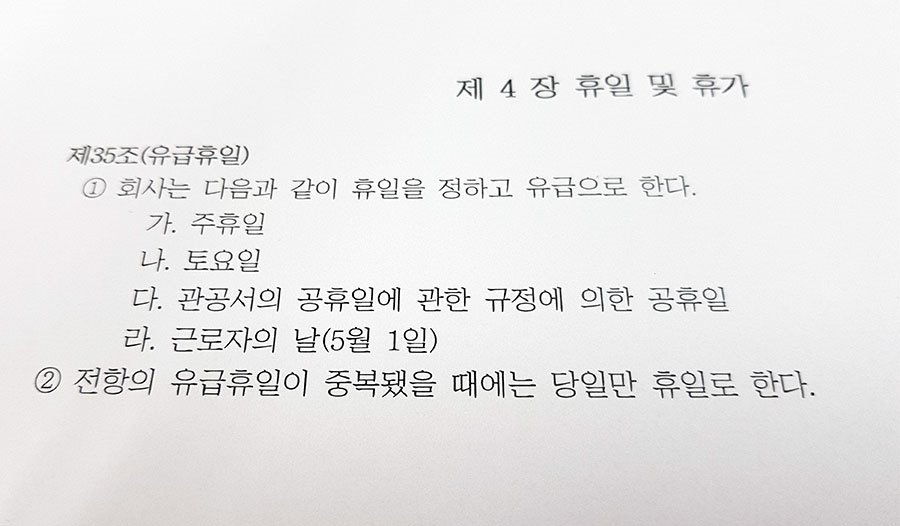 제 4 장 휴일 및 휴가
제35조(유급휴일)
① 회사는 다음과 같이 휴일을 정하고 유급으로 한다.
가. 주휴일
나. 토요일
다. 관공서의 공휴일에 관한 규정에 의한 공휴일
라. 근로자의 날(5월 1일)
② 전항의 유급휴일이 중복됐을 때에는 당일만 휴일로 한다.